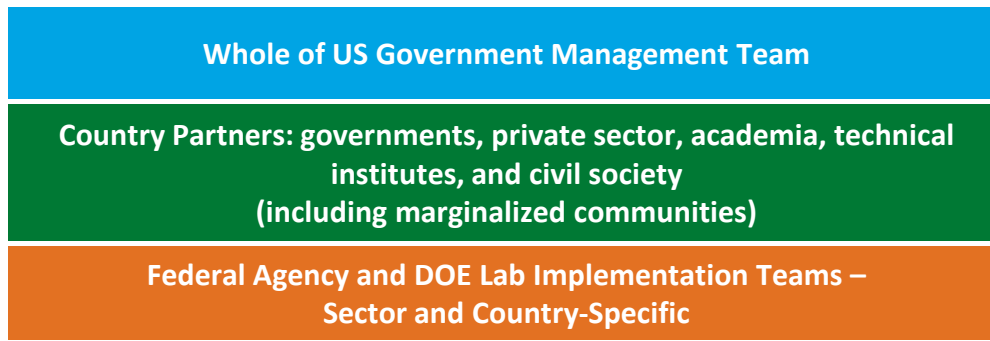 Whole of US Government Management Team
Country Partners: governments, private sector, academia, technical
institutes, and civil society
(including marginalized communities)
Federal Agency and DOE Lab Implementation Teams –
Sector and Country-Specific